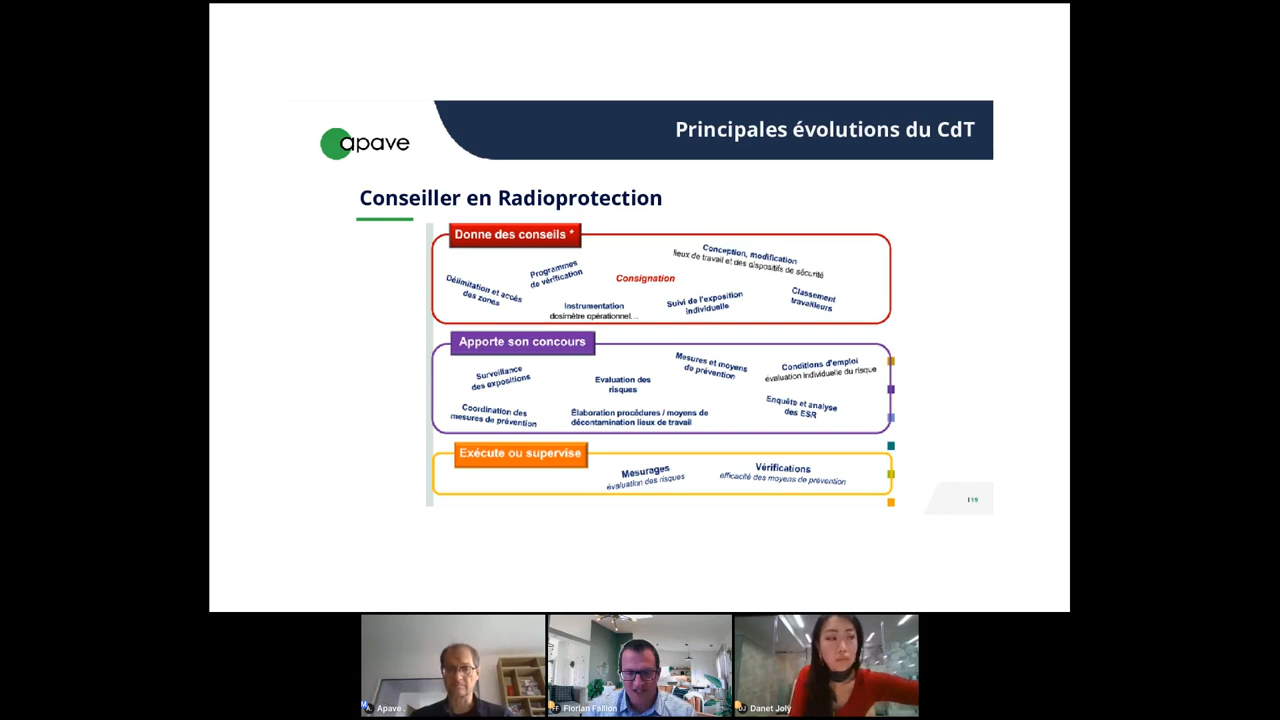 apave
Principales évolutions du CdT
Conseiller en Radioprotection
Donne des conseils *
Conception, modification
lieux de travail et des dispositifs de sécurité
Programmes
de vérification
Consignation
Délimitation et accès
des zones
Instrumentation
dosimètre opérationnel...
Suivi de l'exposition
individuelle
Classement
travailleurs
Apporte son concours
Surveillance
des expositions
Evaluation des
risques
Mesures et moyens
de prévention
Conditions d'emploi
évaluation individuelle du risque
Coordination des
mesures de prévention
Élaboration procédures / moyens de
décontamination lieux de travail
Enquête et analyse
des ESR
Exécute ou supervise
Mesurages
évaluation des risques
Vérifications
efficacité des moyens de prévention
| 19
A. Apave .
FF Florian Fallion
DJ Danet Joly